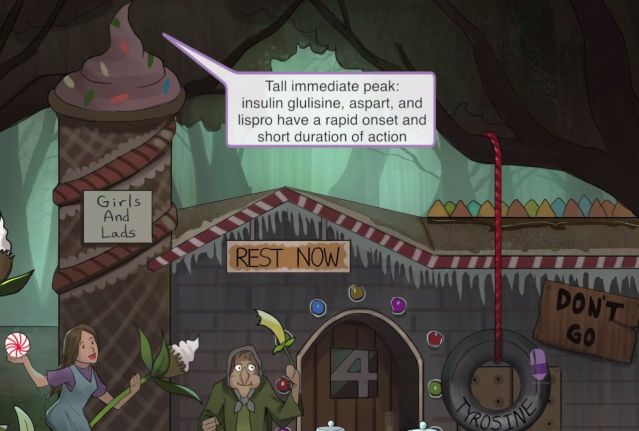 Tall immediate peak:
insulin glulisine, aspart, and
lispro have a rapid onset and
short duration of action
Girls
And
Lads
REST NOW
DON'T
GO
4
TYROSINE